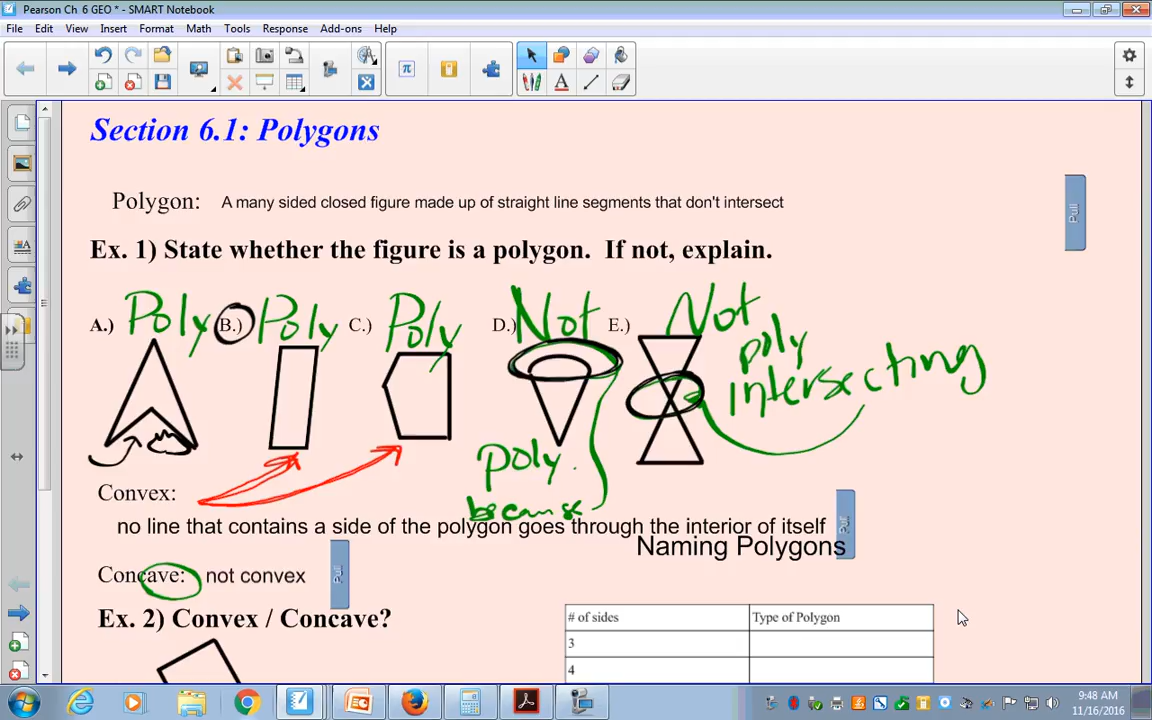 Pearson Ch 6 GEO * - SMART Notebook
File Edit View Insert Format Math Tools Response Add-ons Help
Section 6.1: Polygons
Polygon: A many sided closed figure made up of straight line segments that don't intersect
Pull
Ex. 1) State whether the figure is a polygon. If not, explain.
A.) Poly B.) Poly C.) Poly D.) Not E.) Not
poly
intersecting
poly.
because
Convex:
no line that contains a side of the polygon goes through the interior of itself
Pull
Naming Polygons
Concave: not convex
Pull
Ex. 2) Convex / Concave?
# of sides Type of Polygon
3
4
9:48 AM
11/16/2016